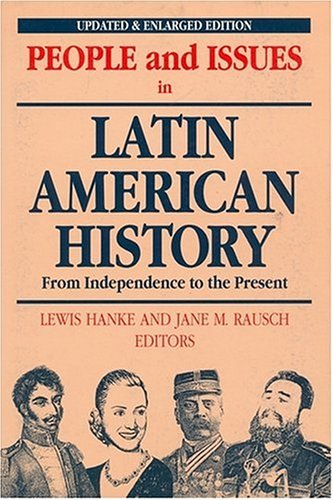 UPDATED & ENLARGED EDITION
PEOPLE and ISSUES
in
LATIN
AMERICAN
HISTORY
From Independence to the Present
LEWIS HANKE AND JANE M. RAUSCH
EDITORS